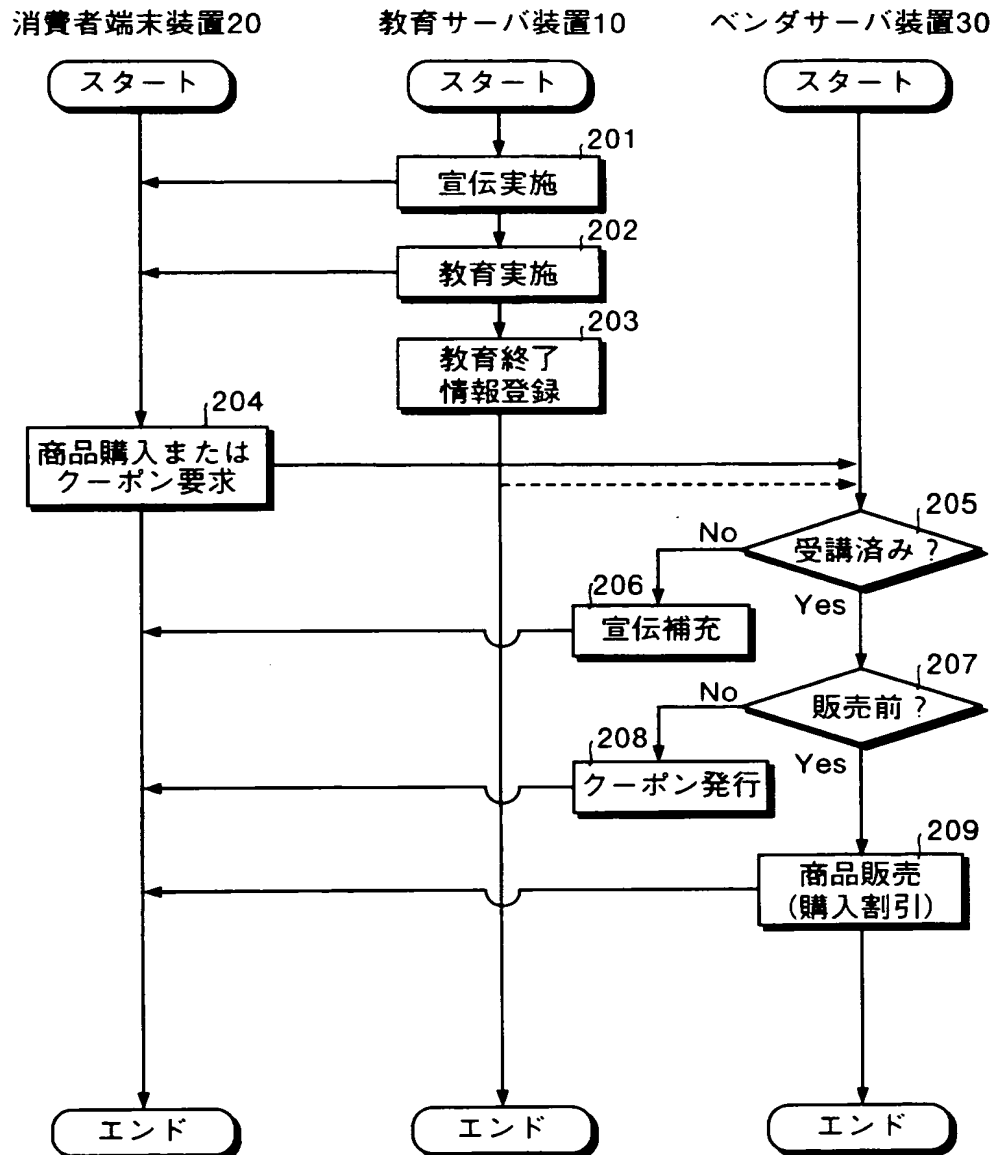 消費者端末装置20 教育サーバ装置10 ベンダサーバ装置30
スタート スタート スタート
201
宣伝実施
202
教育実施
203
教育終了
情報登録
204
商品購入または
クーポン要求
205
No
受講済み?
Yes
206
宣伝補充
207
No
販売前?
Yes
208
クーポン発行
209
商品販売
(購入割引)
エンド エンド エンド